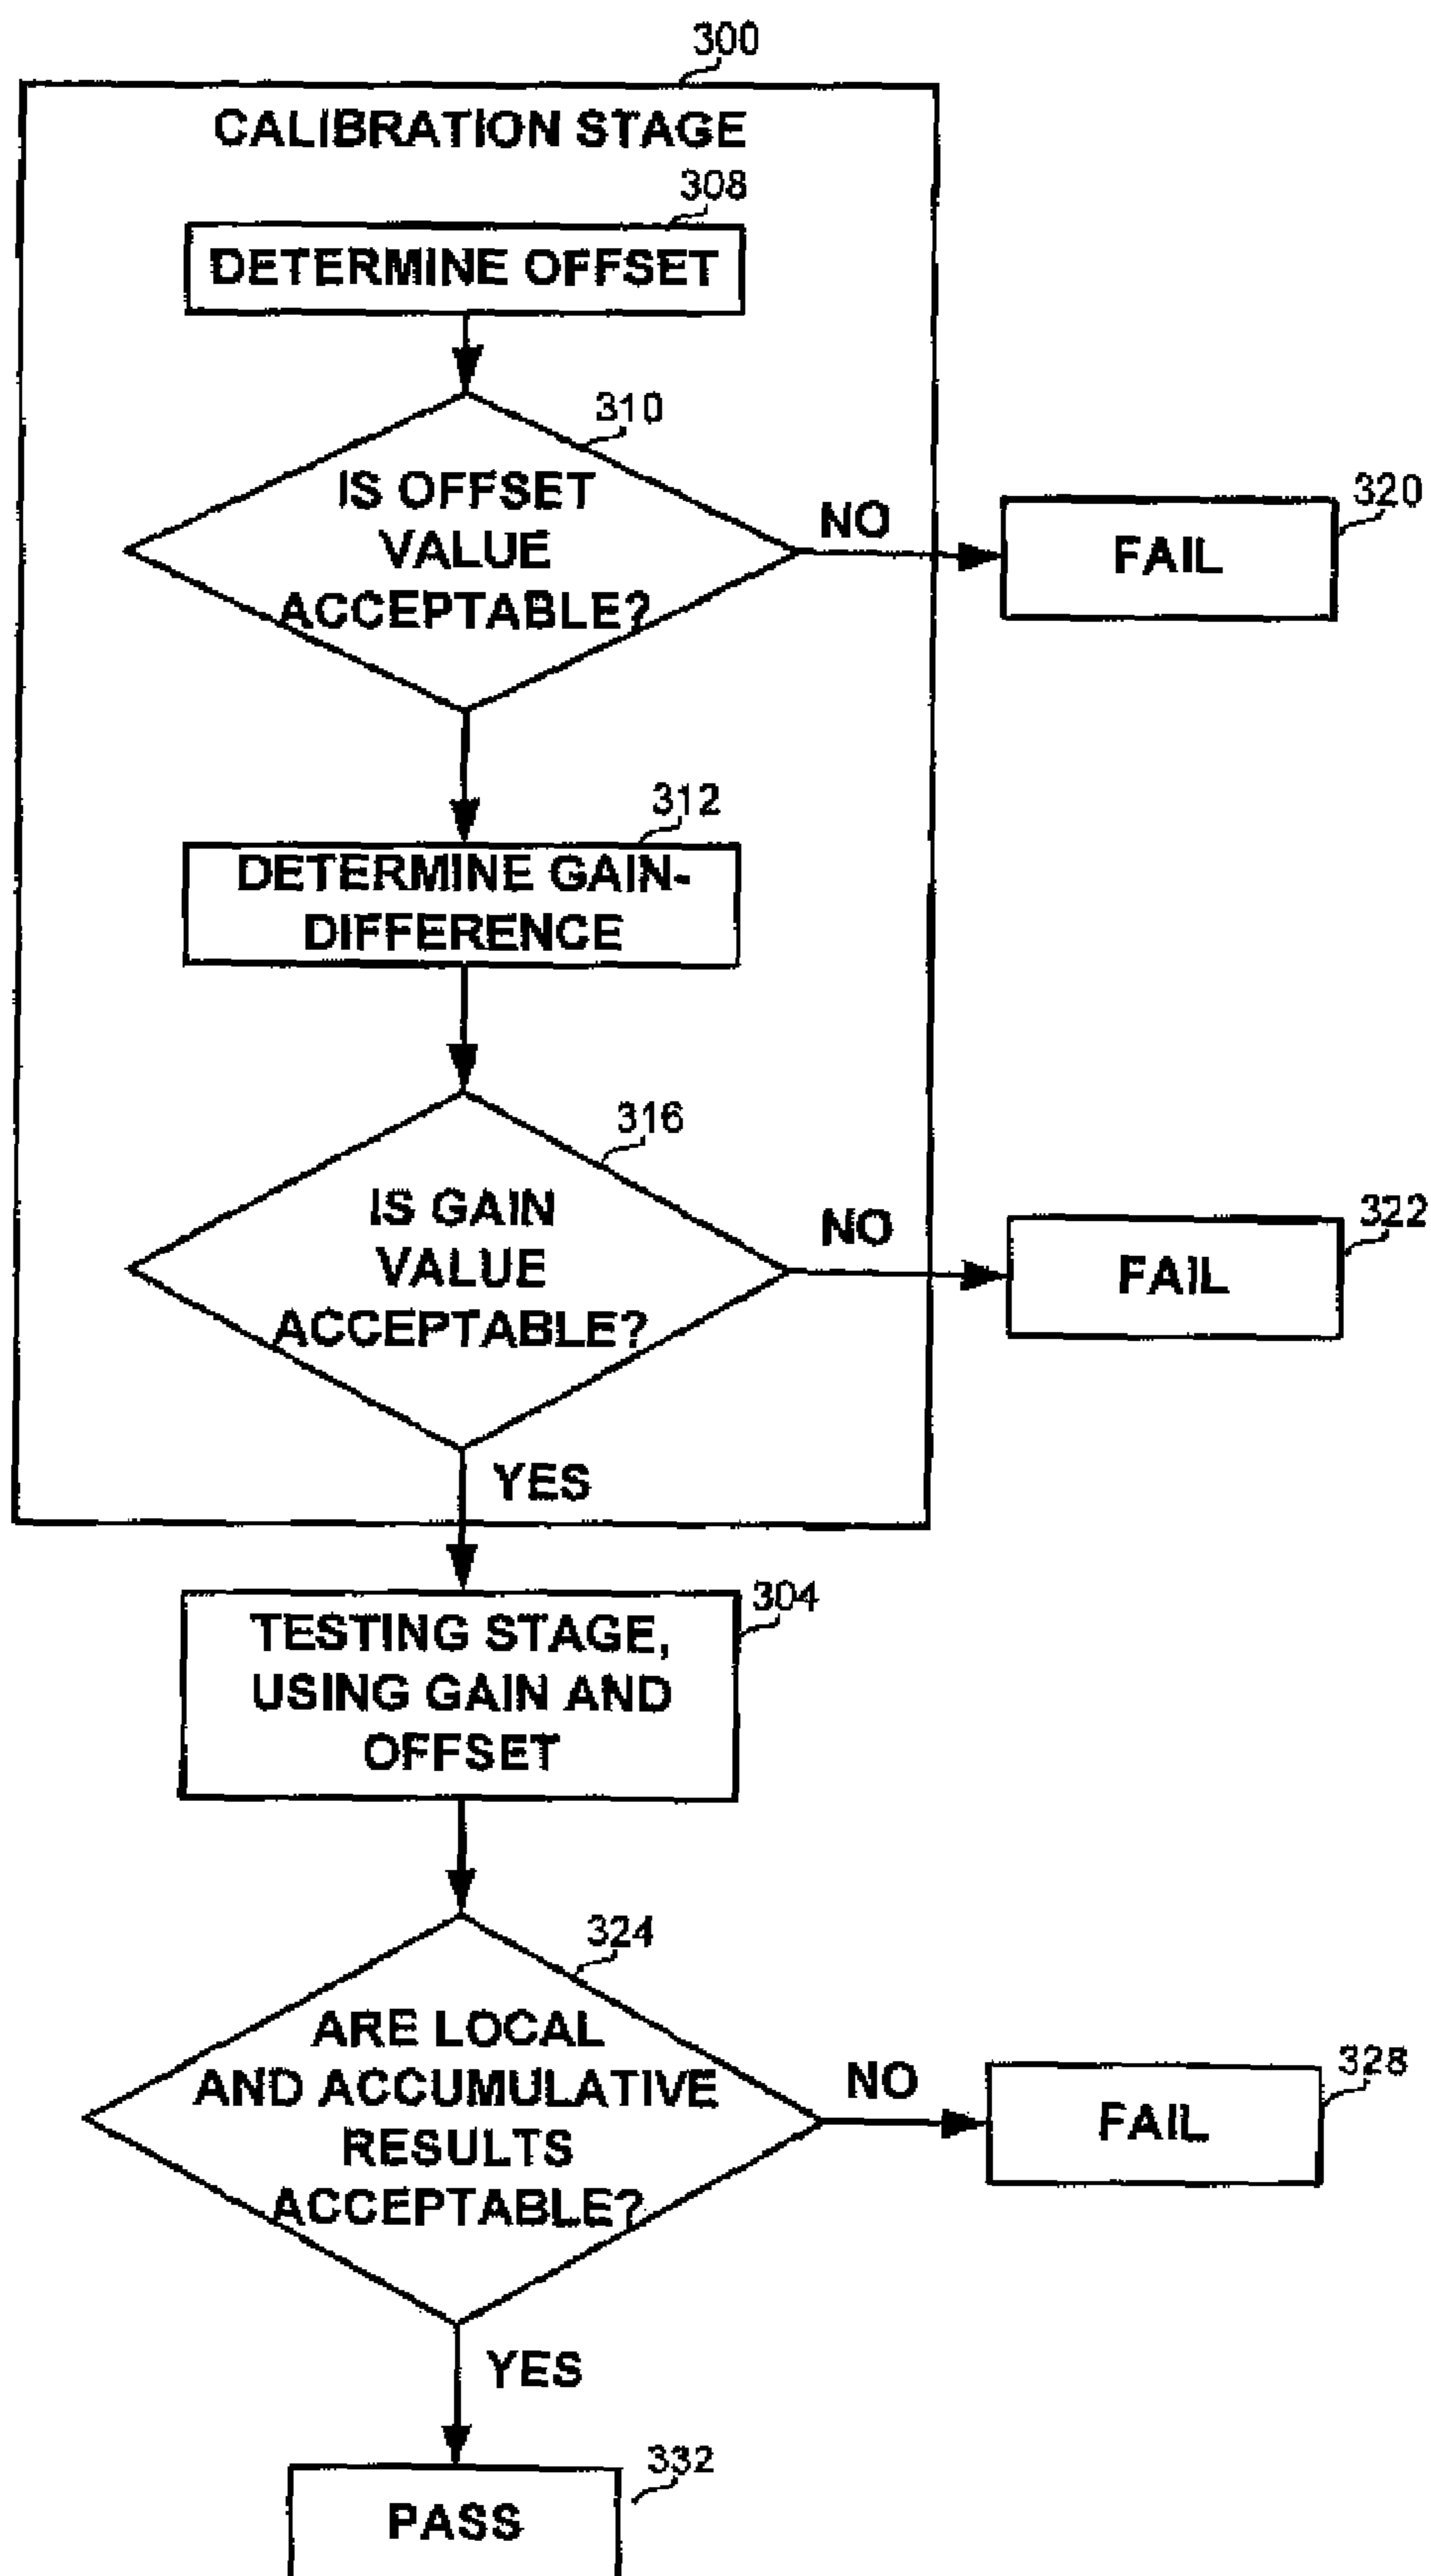 300
CALIBRATION STAGE
308
DETERMINE OFFSET
310
IS OFFSET
VALUE
ACCEPTABLE?
NO
320
FAIL
312
DETERMINE GAIN-
DIFFERENCE
316
IS GAIN
VALUE
ACCEPTABLE?
NO
322
FAIL
YES
304
TESTING STAGE,
USING GAIN AND
OFFSET
324
ARE LOCAL
AND ACCUMULATIVE
RESULTS
ACCEPTABLE?
NO
328
FAIL
YES
332
PASS